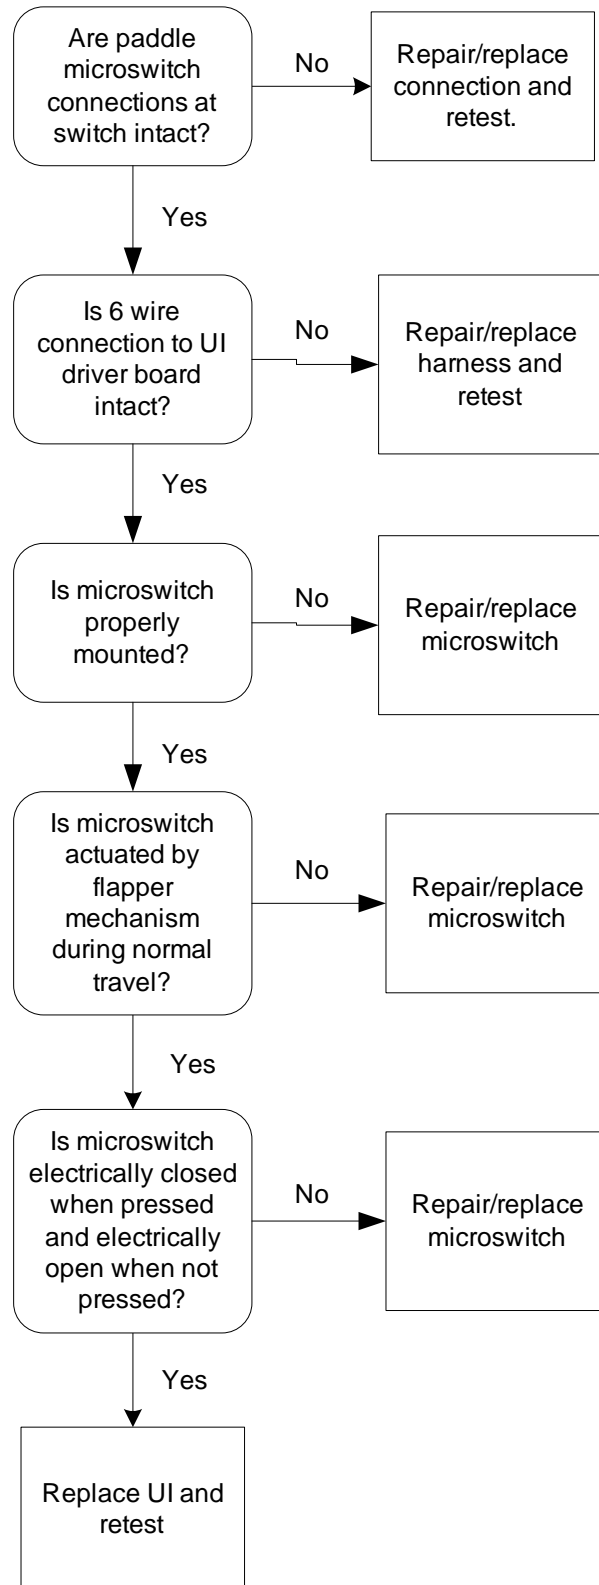 Are paddle
microswitch
connections at
switch intact?
No
Repair/replace
connection and
retest.
Yes
Is 6 wire
connection to UI
driver board
intact?
No
Repair/replace
harness and
retest
Yes
Is microswitch
properly
mounted?
No
Repair/replace
microswitch
Yes
Is microswitch
actuated by
flapper
mechanism
during normal
travel?
No
Repair/replace
microswitch
Yes
Is microswitch
electrically closed
when pressed
and electrically
open when not
pressed?
No
Repair/replace
microswitch
Yes
Replace UI and
retest